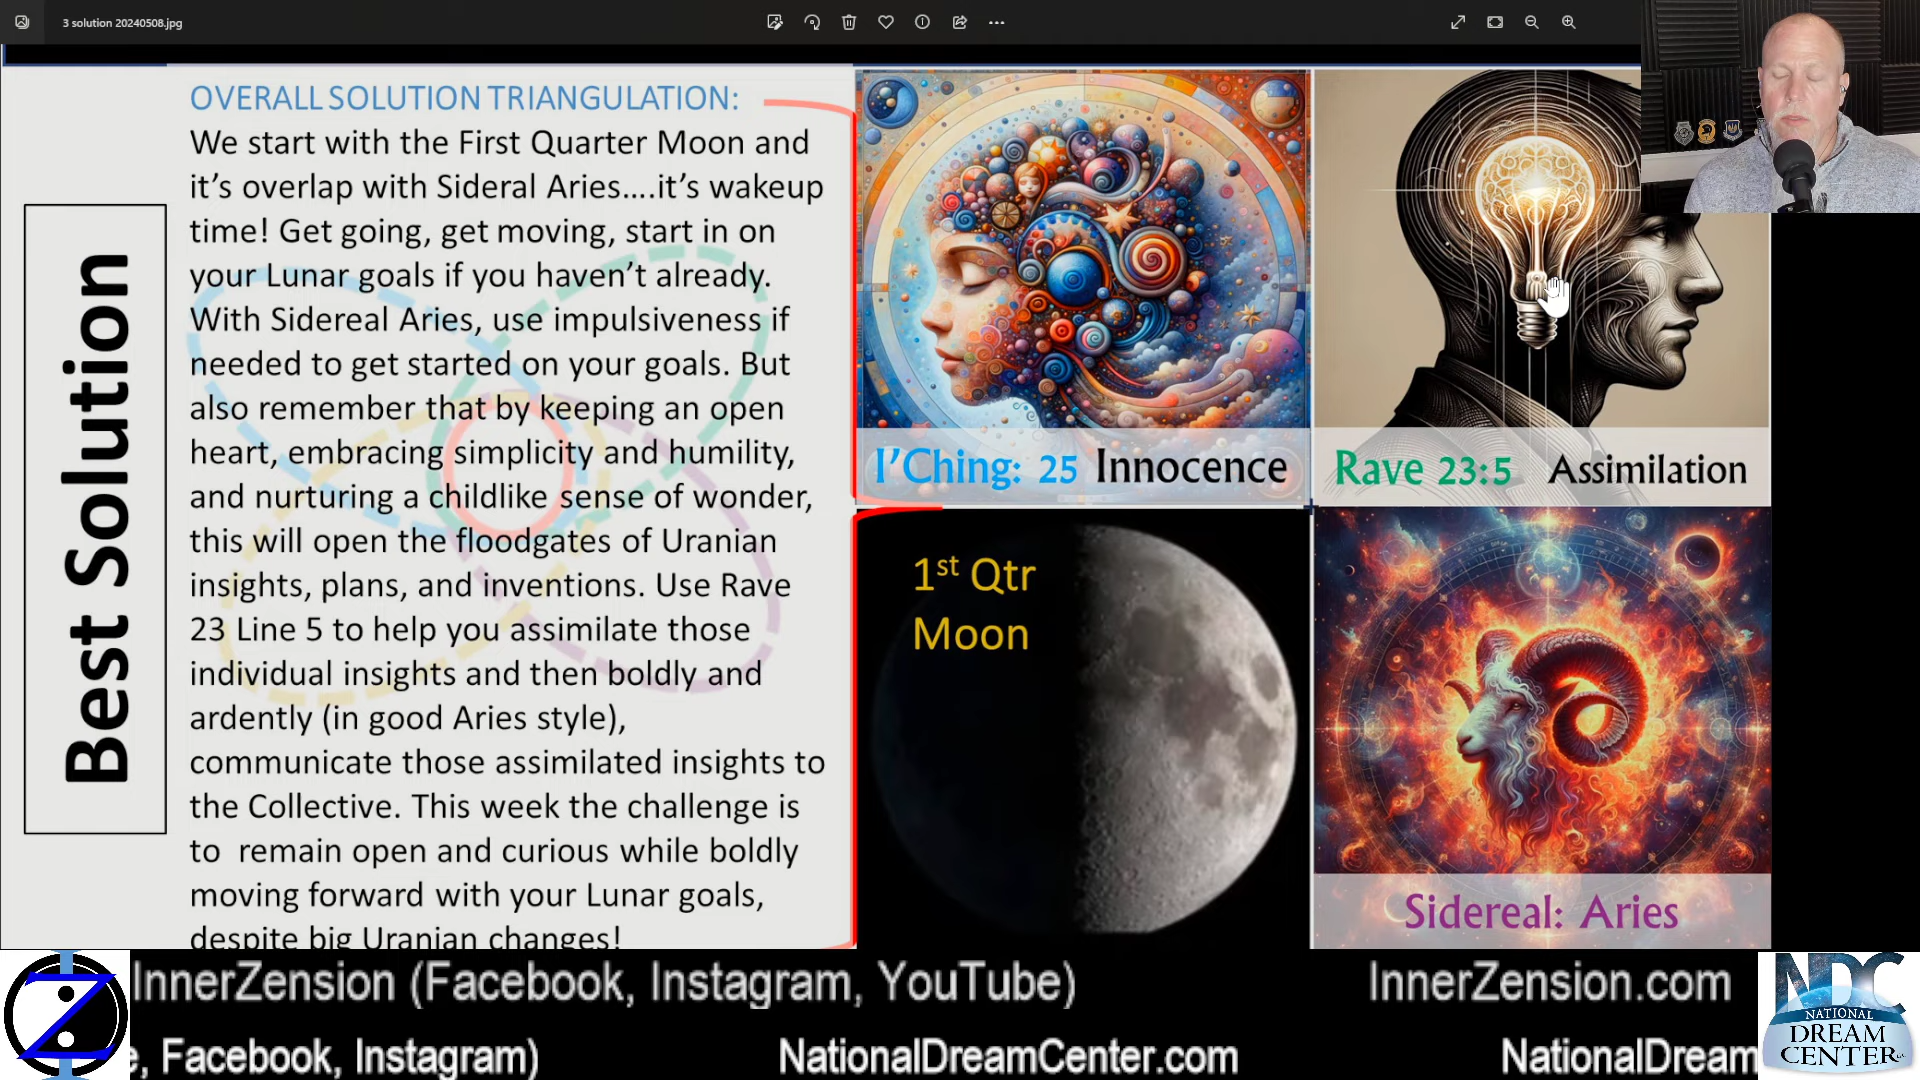 3 solution 20240508.jpg
Best Solution
OVERALL SOLUTION TRIANGULATION:
We start with the First Quarter Moon and
it's overlap with Sideral Aries....it's wakeup
time! Get going, get moving, start in on
your Lunar goals if you haven't already.
With Sidereal Aries, use impulsiveness if
needed to get started on your goals. But
also remember that by keeping an open
heart, embracing simplicity and humility,
and nurturing a childlike sense of wonder,
this will open the floodgates of Uranian
insights, plans, and inventions. Use Rave
23 Line 5 to help you assimilate those
individual insights and then boldly and
ardently (in good Aries style),
communicate those assimilated insights to
the Collective. This week the challenge is
to  remain open and curious while boldly
moving forward with your Lunar goals,
despite big Uranian changes!
I'Ching: 25 Innocence
Rave 23:5 Assimilation
1st Qtr
Moon
Sidereal: Aries
InnerZension (Facebook, Instagram, YouTube)
InnerZension.com
e, Facebook, Instagram)
NationalDreamCenter.com
NationalDream
NDC
NATIONAL
DREAM
CENTER